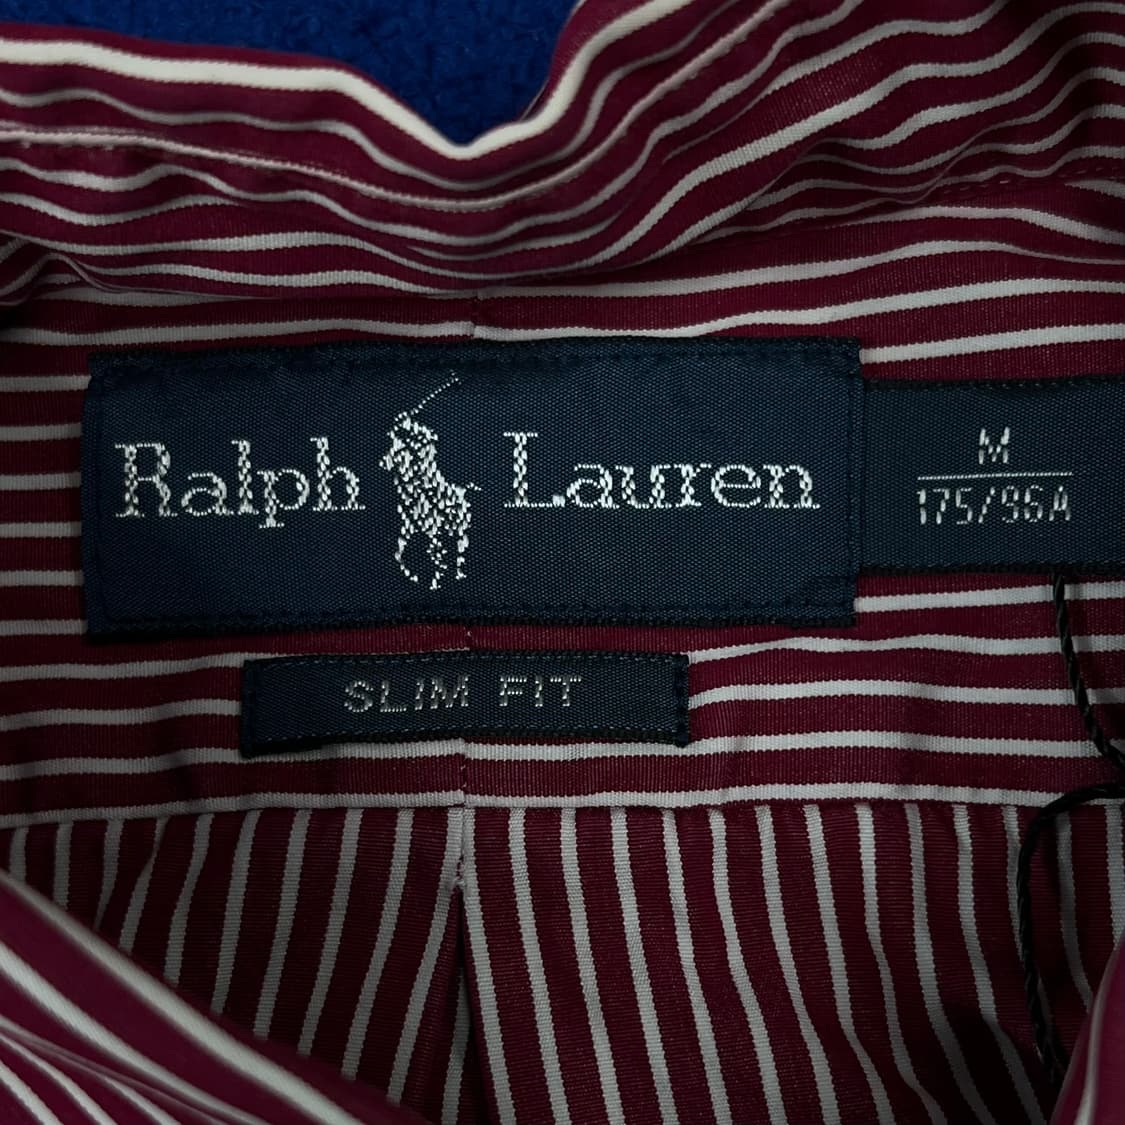 Ralph Lauren
M
175/96A
SLIM FIT